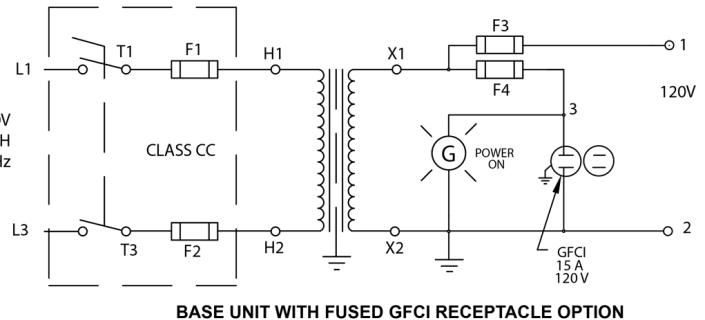 F3
1
L1
T1
F1
H1
X1
F4
120V
3
V
H
Hz
CLASS CC
G
POWER
ON
L3
T3
F2
H2
X2
2
GFCI
15 A
120 V
BASE UNIT WITH FUSED GFCI RECEPTACLE OPTION